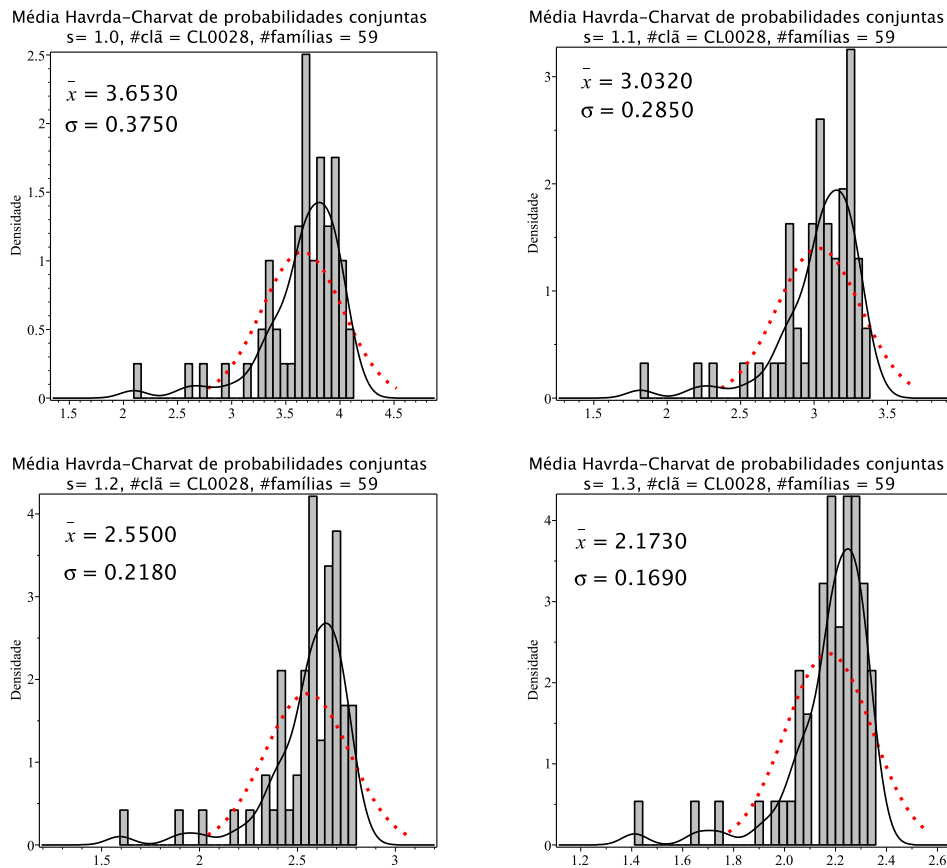 Média Havrda-Charvat de probabilidades conjuntas
s= 1.0, #clã = CL0028, #famílias = 59
x̄ = 3.6530
σ = 0.3750
Densidade
2.5
2
1.5
1
0.5
0
1.5 2 2.5 3 3.5 4 4.5
Média Havrda-Charvat de probabilidades conjuntas
s= 1.1, #clã = CL0028, #famílias = 59
x̄ = 3.0320
σ = 0.2850
Densidade
3
2
1
0
1.5 2 2.5 3 3.5
Média Havrda-Charvat de probabilidades conjuntas
s= 1.2, #clã = CL0028, #famílias = 59
x̄ = 2.5500
σ = 0.2180
Densidade
4
3
2
1
0
1.5 2 2.5 3
Média Havrda-Charvat de probabilidades conjuntas
s= 1.3, #clã = CL0028, #famílias = 59
x̄ = 2.1730
σ = 0.1690
Densidade
4
3
2
1
0
1.2 1.4 1.6 1.8 2 2.2 2.4 2.6